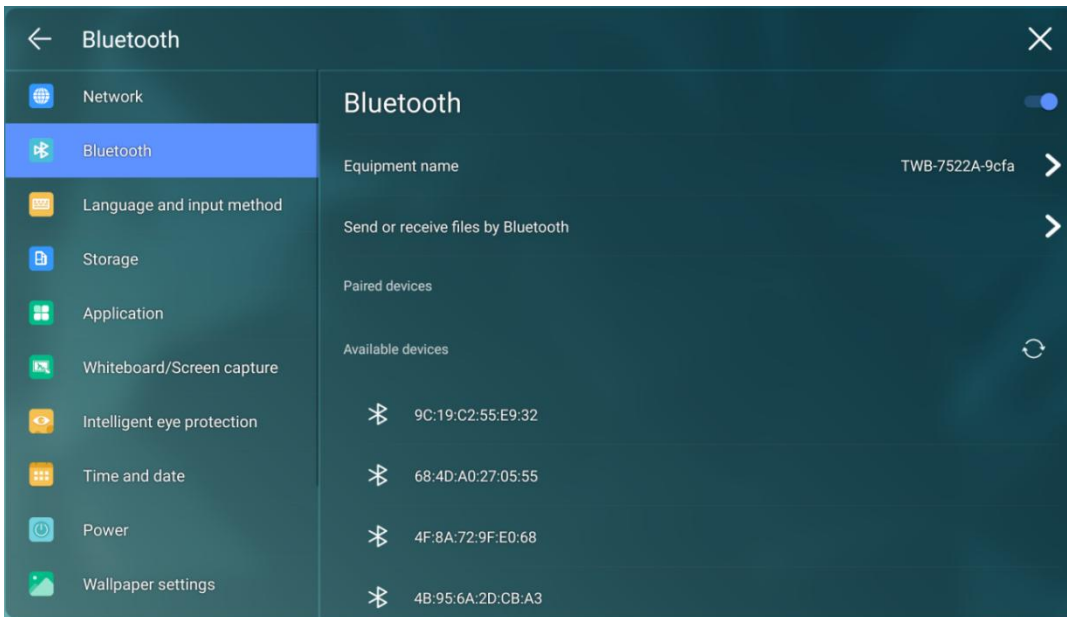 Bluetooth
Network
Bluetooth
Language and input method
Storage
Application
Whiteboard/Screen capture
Intelligent eye protection
Time and date
Power
Wallpaper settings
Bluetooth
Equipment name TWB-7522A-9cfa
Send or receive files by Bluetooth
Paired devices
Available devices
9C:19:C2:55:E9:32
68:4D:A0:27:05:55
4F:8A:72:9F:E0:68
4B:95:6A:2D:CB:A3